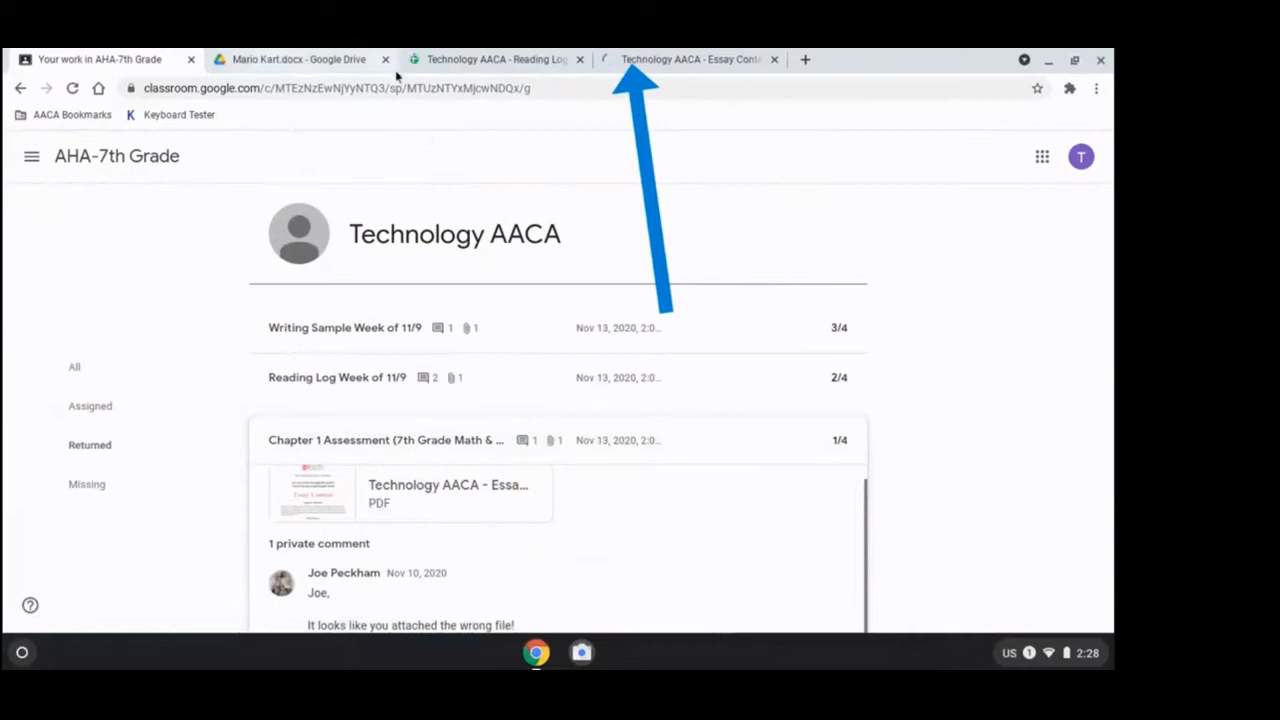 Your work in AHA-7th Grade
Mario Kart.docx - Google Drive
Technology AACA - Reading Log
Technology AACA - Essay Cont
classroom.google.com/c/MTEzNzEwNjYyNTQ3/sp/MTUzNTYxMjcwNDQx/g
AACA Bookmarks
K Keyboard Tester
AHA-7th Grade
T
Technology AACA
Writing Sample Week of 11/9 1 1 Nov 13, 2020, 2:0... 3/4
Reading Log Week of 11/9 2 1 Nov 13, 2020, 2:0... 2/4
Chapter 1 Assessment (7th Grade Math & ... 1 1 Nov 13, 2020, 2:0... 1/4
All
Assigned
Returned
Missing
Technology AACA - Essa...
PDF
1 private comment
Joe Peckham Nov 10, 2020
Joe,
It looks like you attached the wrong file!
US 1 2:28